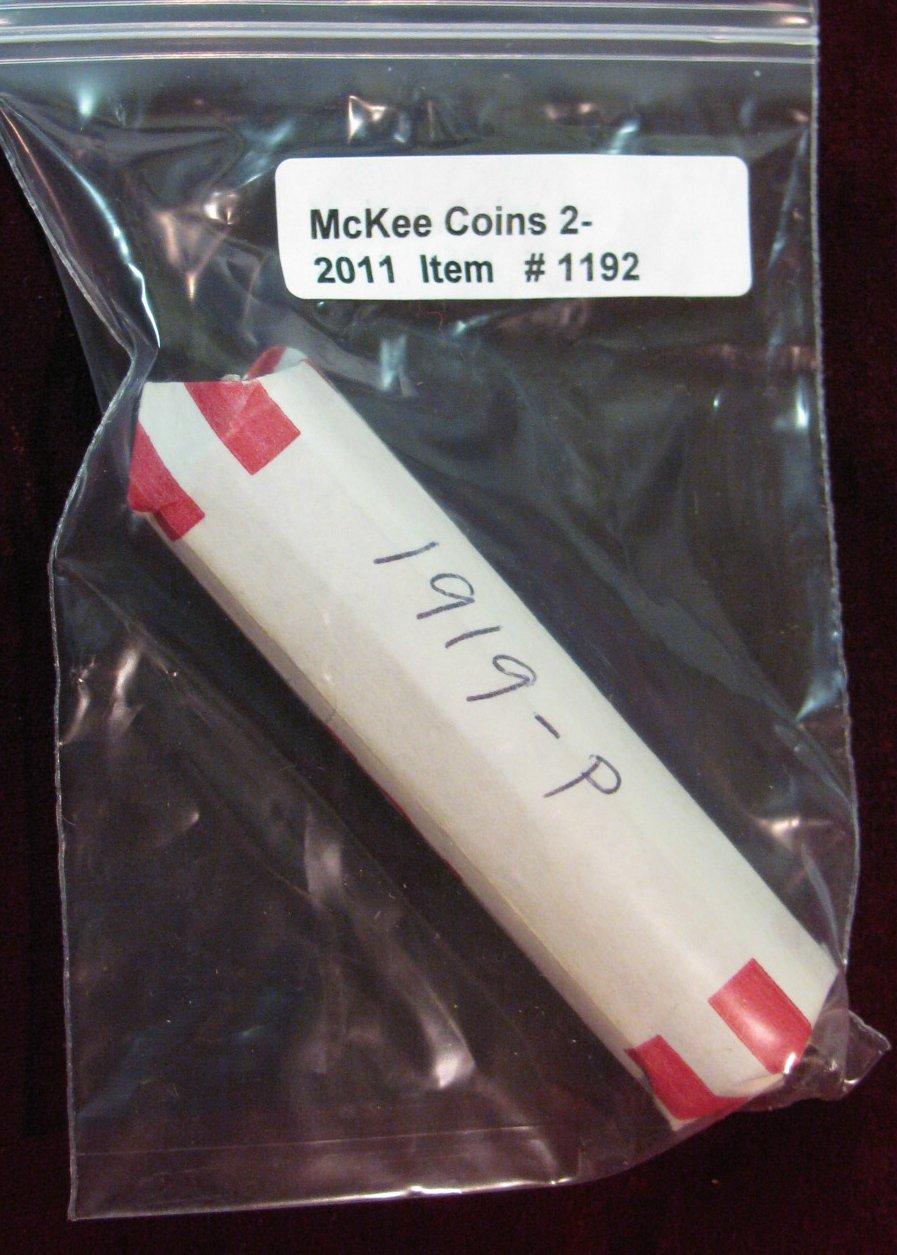 McKee Coins 2-
2011 Item # 1192
1919-P